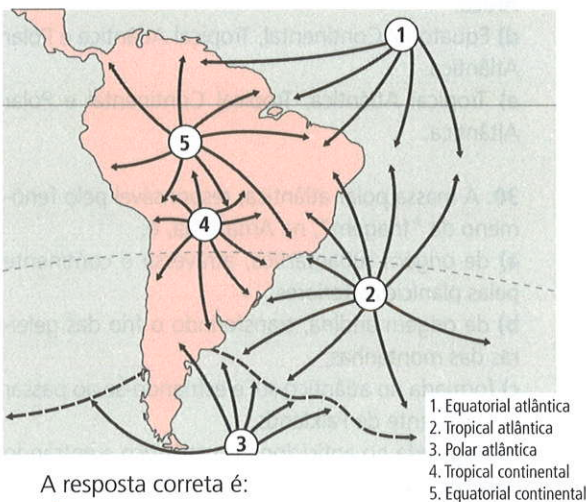 1
5
4
2
3
1. Equatorial atlântica
2. Tropical atlântica
3. Polar atlântica
4. Tropical continental
5. Equatorial continental
A resposta correta é: